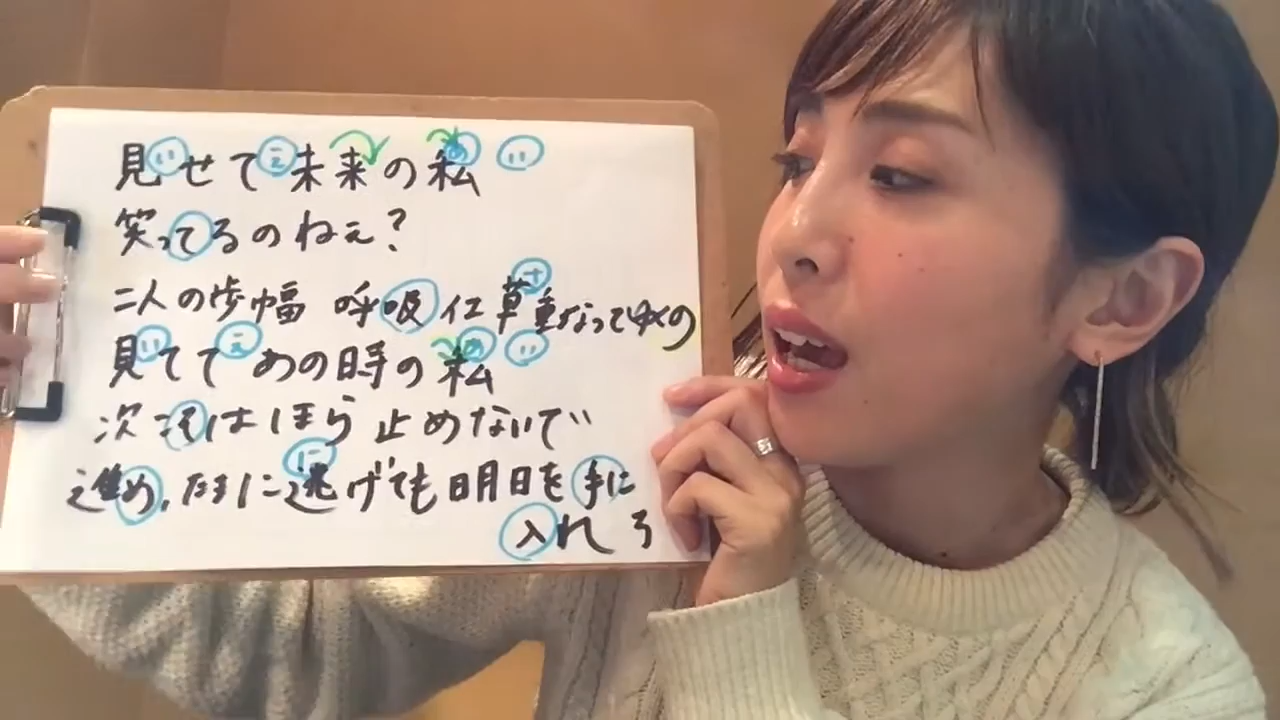 見せて未来の私
笑ってるのねぇ?
二人の歩幅 呼吸 仕草重なってゆくの
見ててあの時の私
次はほら 止めないで
進め、たまに逃げても明日を手に
入れろ